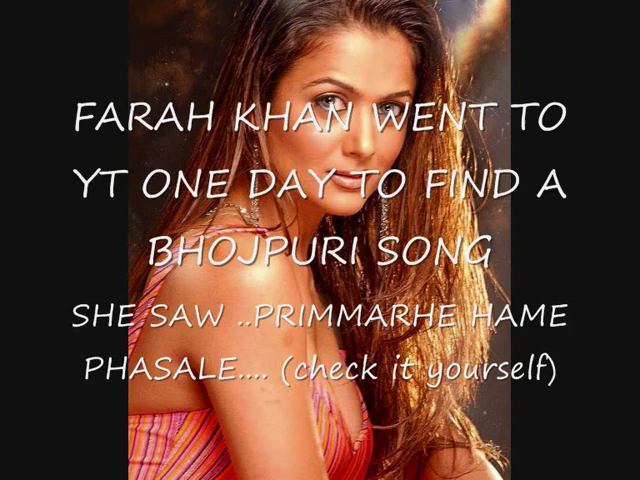 FARAH KHAN WENT TO
YT ONE DAY TO FIND A
BHOJPURI SONG
SHE SAW ..PRIMMARHE HAME
PHASALE.... (check it yourself)